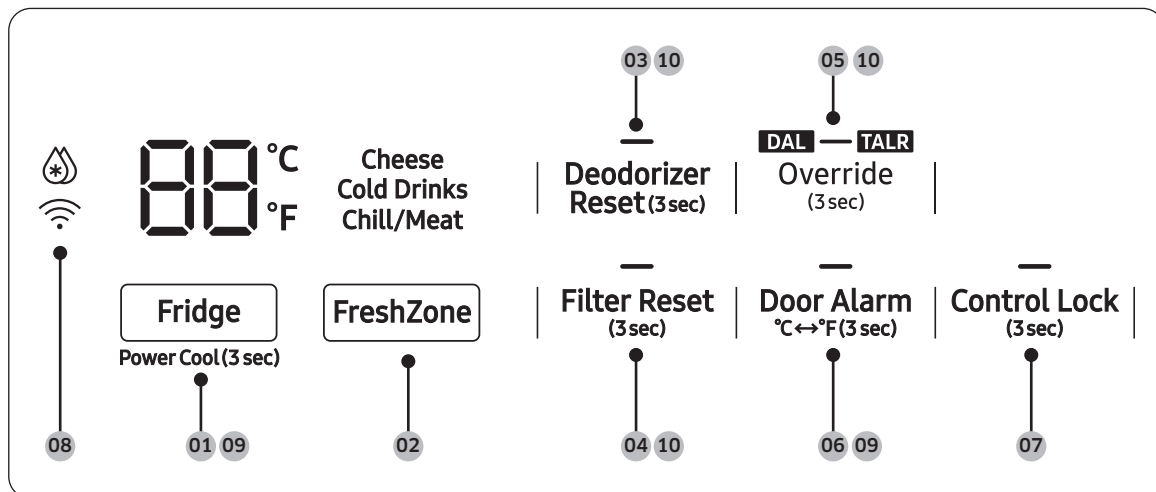 03 10
05 10
88 °C
°F
Cheese
Cold Drinks
Chill/Meat
Deodorizer
Reset (3 sec)
DAL — TALR
Override
(3 sec)
Fridge
Power Cool (3 sec)
FreshZone
Filter Reset
(3 sec)
Door Alarm
°C↔°F (3 sec)
Control Lock
(3 sec)
08
01 09
02
04 10
06 09
07